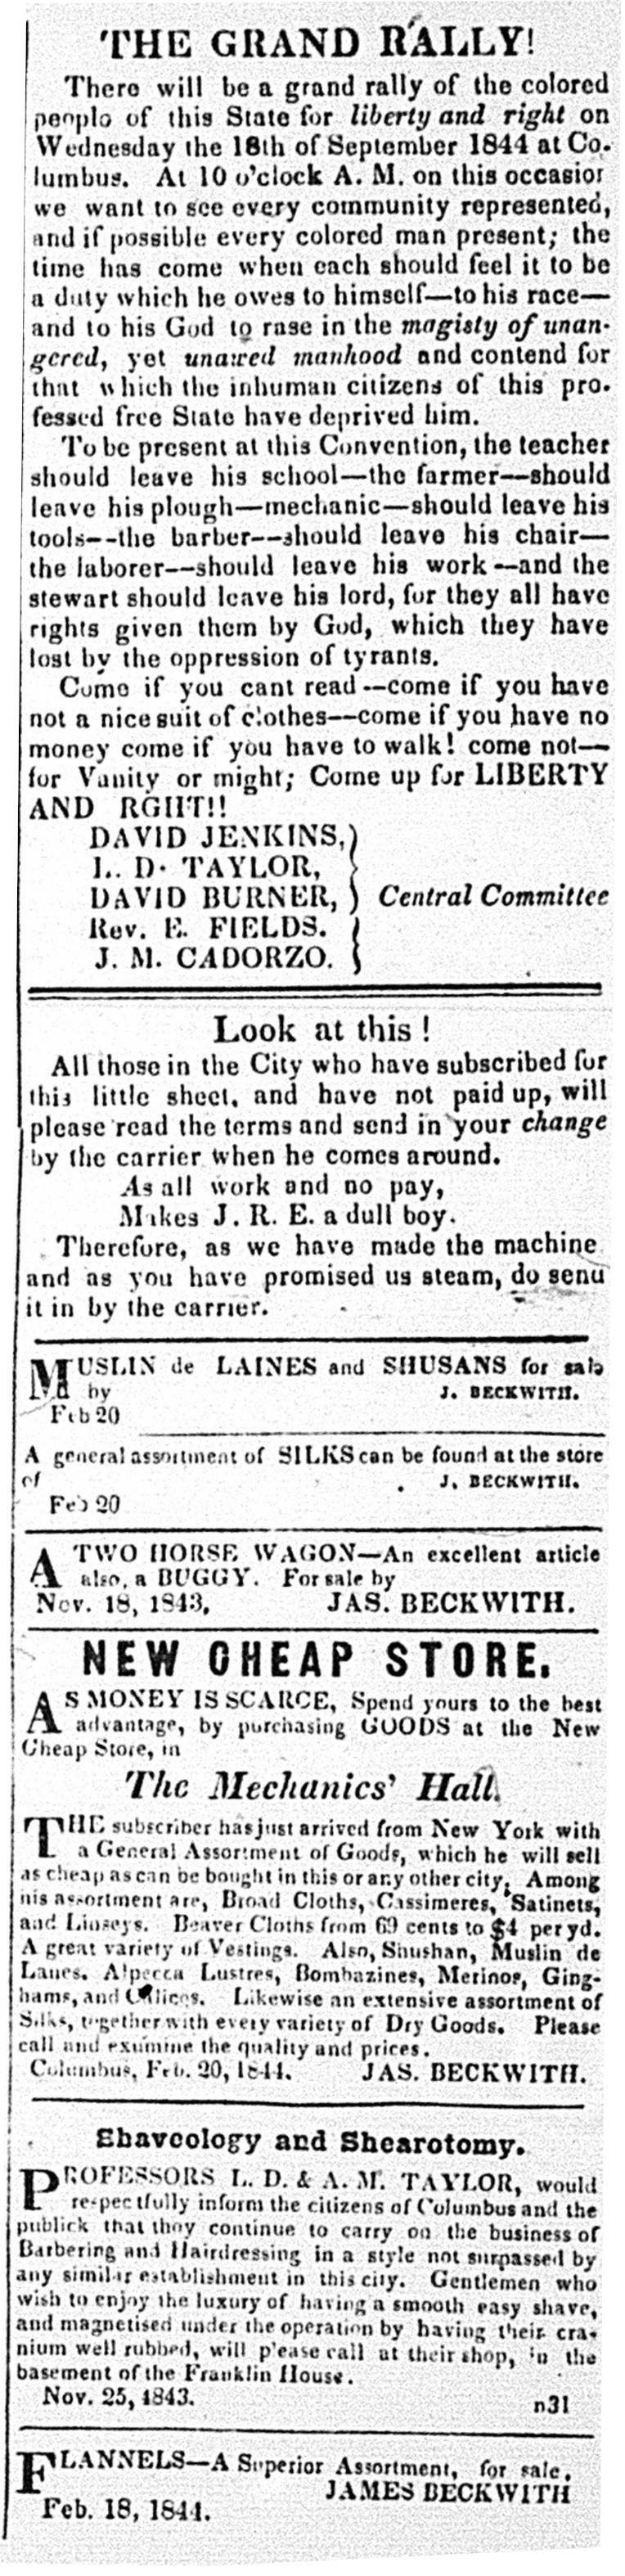 THE GRAND RALLY!
There will be a grand rally of the colored
people of this State for liberty and right on
Wednesday the 18th of September 1844 at Co-
lumbus. At 10 o'clock A. M. on this occasion
we want to see every community represented,
and if possible every colored man present; the
time has come when each should feel it to be
a duty which he owes to himself—to his race—
and to his God to rase in the magisty of unan-
gered, yet unawed manhood and contend for
that which the inhuman citizens of this pro-
fessed free State have deprived him.
To be present at this Convention, the teacher
should leave his school—the farmer—should
leave his plough—mechanic—should leave his
tools--the barber--should leave his chair—
the laborer--should leave his work—and the
stewart should leave his lord, for they all have
rights given them by God, which they have
lost by the oppression of tyrants.
Come if you cant read--come if you have
not a nice suit of clothes--come if you have no
money come if you have to walk! come not—
for Vanity or might; Come up for LIBERTY
AND RGIIT!!
DAVID JENKINS,
L. D. TAYLOR,
DAVID BURNER, Central Committee
Rev. E. FIELDS.
J. M. CADORZO.
Look at this!
All those in the City who have subscribed for
this little sheet, and have not paid up, will
please read the terms and send in your change
by the carrier when he comes around.
As all work and no pay,
Makes J. R. E. a dull boy.
Therefore, as we have made the machine
and as you have promised us steam, do send
it in by the carrier.
MUSLIN de LAINES and SHUSANS for sale
by J. BECKWITH.
Feb 20
A general assortment of SILKS can be found at the store
of J. BECKWITH.
Feb 20
A TWO HORSE WAGON—An excellent article
also, a BUGGY. For sale by
Nov. 18, 1843, JAS. BECKWITH.
NEW CHEAP STORE.
AS MONEY IS SCARCE, Spend yours to the best
advantage, by purchasing GOODS at the New
Cheap Store, in
The Mechanics' Hall.
THE subscriber has just arrived from New York with
a General Assortment of Goods, which he will sell
as cheap as can be bought in this or any other city. Among
his assortment are, Broad Cloths, Cassimeres, Satinets,
and Linseys. Beaver Cloths from 69 cents to $4 per yd.
A great variety of Vestings. Also, Shushan, Muslin de
Lanes. Alpecca Lustres, Bombazines, Merinos, Ging-
hams, and Calicos. Likewise an extensive assortment of
Silks, together with every variety of Dry Goods. Please
call and examine the quality and prices.
Columbus, Feb. 20, 1844. JAS. BECKWITH.
Shaveology and Shearotomy.
PROFESSORS L. D. & A. M. TAYLOR, would
respectfully inform the citizens of Columbus and the
publick that they continue to carry on the business of
Barbering and Hairdressing in a style not surpassed by
any similar establishment in this city. Gentlemen who
wish to enjoy the luxury of having a smooth easy shave,
and magnetised under the operation by having their cra-
nium well rubbed, will please call at their shop, in the
basement of the Franklin House.
Nov. 25, 1843. n31
FLANNELS—A Superior Assortment, for sale,
JAMES BECKWITH
Feb. 18, 1844.